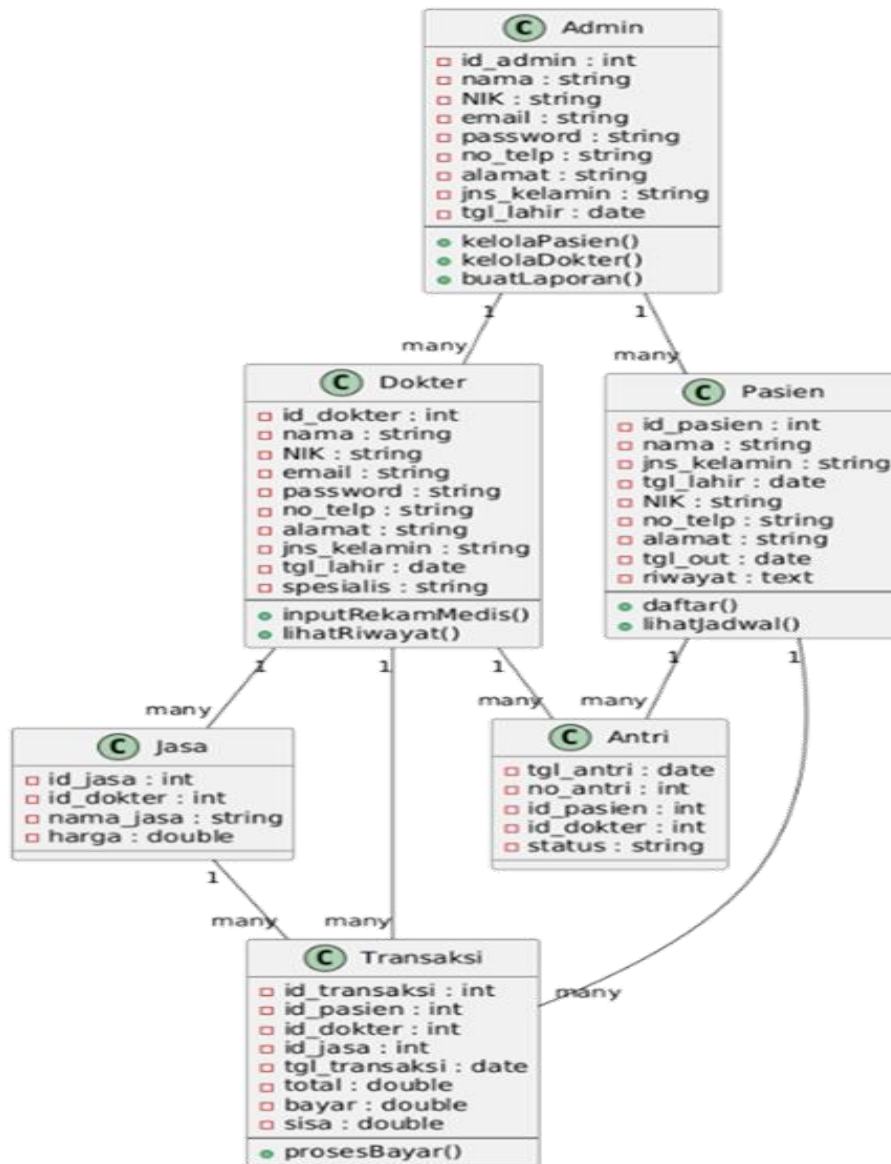 C Admin
id_admin : int
nama : string
NIK : string
email : string
password : string
no_telp : string
alamat : string
jns_kelamin : string
tgl_lahir : date
kelolaPasien()
kelolaDokter()
buatLaporan()
1
1
many
many
C Dokter
id_dokter : int
nama : string
NIK : string
email : string
password : string
no_telp : string
alamat : string
jns_kelamin : string
tgl_lahir : date
spesialis : string
inputRekamMedis()
lihatRiwayat()
C Pasien
id_pasien : int
nama : string
jns_kelamin : string
tgl_lahir : date
NIK : string
no_telp : string
alamat : string
tgl_out : date
riwayat : text
daftar()
lihatJadwal()
1
1
1
1
1
many
many
many
C Jasa
id_jasa : int
id_dokter : int
nama_jasa : string
harga : double
C Antri
tgl_antri : date
no_antri : int
id_pasien : int
id_dokter : int
status : string
1
many
many
many
C Transaksi
id_transaksi : int
id_pasien : int
id_dokter : int
id_jasa : int
tgl_transaksi : date
total : double
bayar : double
sisa : double
prosesBayar()